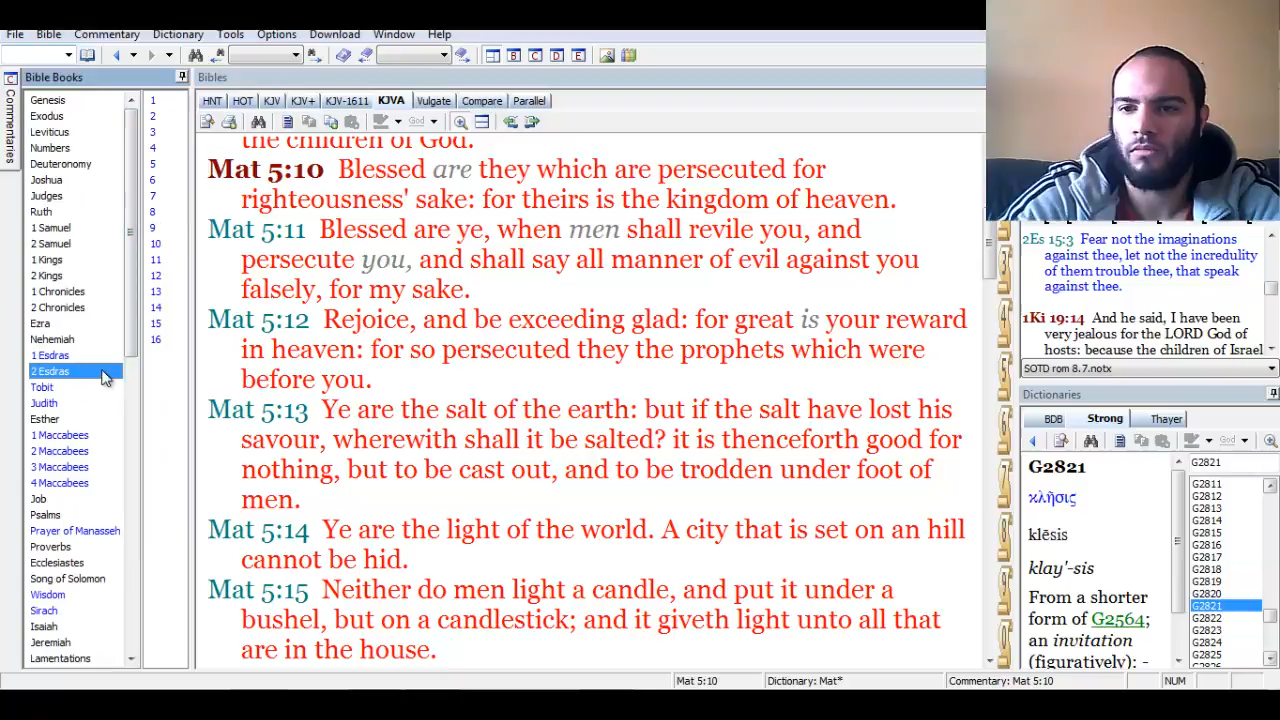 File Bible Commentary Dictionary Tools Options Download Window Help
B C D E
Bible Books
Bibles
Commentaries
HNT HOT KJV KJV+ KJV-1611 KJVA Vulgate Compare Parallel
God
Genesis
Exodus
Leviticus
Numbers
Deuteronomy
Joshua
Judges
Ruth
1 Samuel
2 Samuel
1 Kings
2 Kings
1 Chronicles
2 Chronicles
Ezra
Nehemiah
1 Esdras
2 Esdras
Tobit
Judith
Esther
1 Maccabees
2 Maccabees
3 Maccabees
4 Maccabees
Job
Psalms
Prayer of Manasseh
Proverbs
Ecclesiastes
Song of Solomon
Wisdom
Sirach
Isaiah
Jeremiah
Lamentations
1
2
3
4
5
6
7
8
9
10
11
12
13
14
15
16
the children of God.
Mat 5:10 Blessed are they which are persecuted for
righteousness' sake: for theirs is the kingdom of heaven.
Mat 5:11 Blessed are ye, when men shall revile you, and
persecute you, and shall say all manner of evil against you
falsely, for my sake.
Mat 5:12 Rejoice, and be exceeding glad: for great is your reward
in heaven: for so persecuted they the prophets which were
before you.
Mat 5:13 Ye are the salt of the earth: but if the salt have lost his
savour, wherewith shall it be salted? it is thenceforth good for
nothing, but to be cast out, and to be trodden under foot of
men.
Mat 5:14 Ye are the light of the world. A city that is set on an hill
cannot be hid.
Mat 5:15 Neither do men light a candle, and put it under a
bushel, but on a candlestick; and it giveth light unto all that
are in the house.
2Es 15:3 Fear not the imaginations
against thee, let not the incredulity
of them trouble thee, that speak
against thee.
1Ki 19:14 And he said, I have been
very jealous for the LORD God of
hosts: because the children of Israel
SOTD rom 8.7.notx
Dictionaries
BDB Strong Thayer
God
G2821
κλῆσις
klēsis
klay'-sis
From a shorter
form of G2564;
an invitation
(figuratively): -
G2821
G2811
G2812
G2813
G2814
G2815
G2816
G2817
G2818
G2819
G2820
G2821
G2822
G2823
G2824
G2825
Mat 5:10 Dictionary: Mat* Commentary: Mat 5:10 NUM